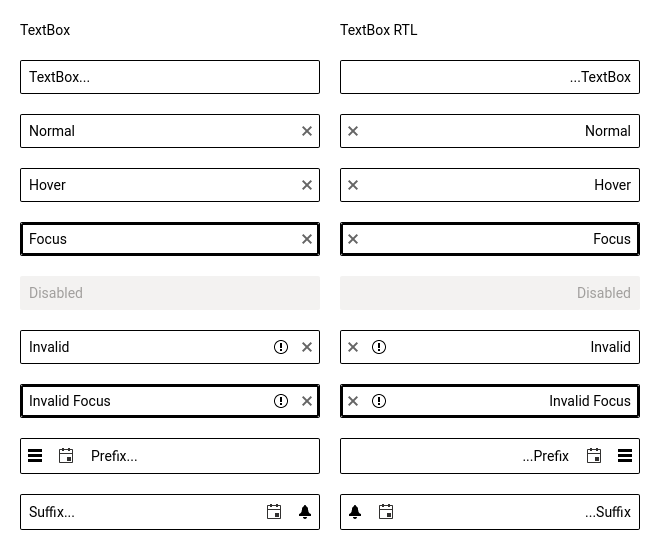 TextBox
TextBox RTL
TextBox...
...TextBox
Normal
Normal
Hover
Hover
Focus
Focus
Disabled
Disabled
Invalid
Invalid
Invalid Focus
Invalid Focus
Prefix...
...Prefix
Suffix...
...Suffix